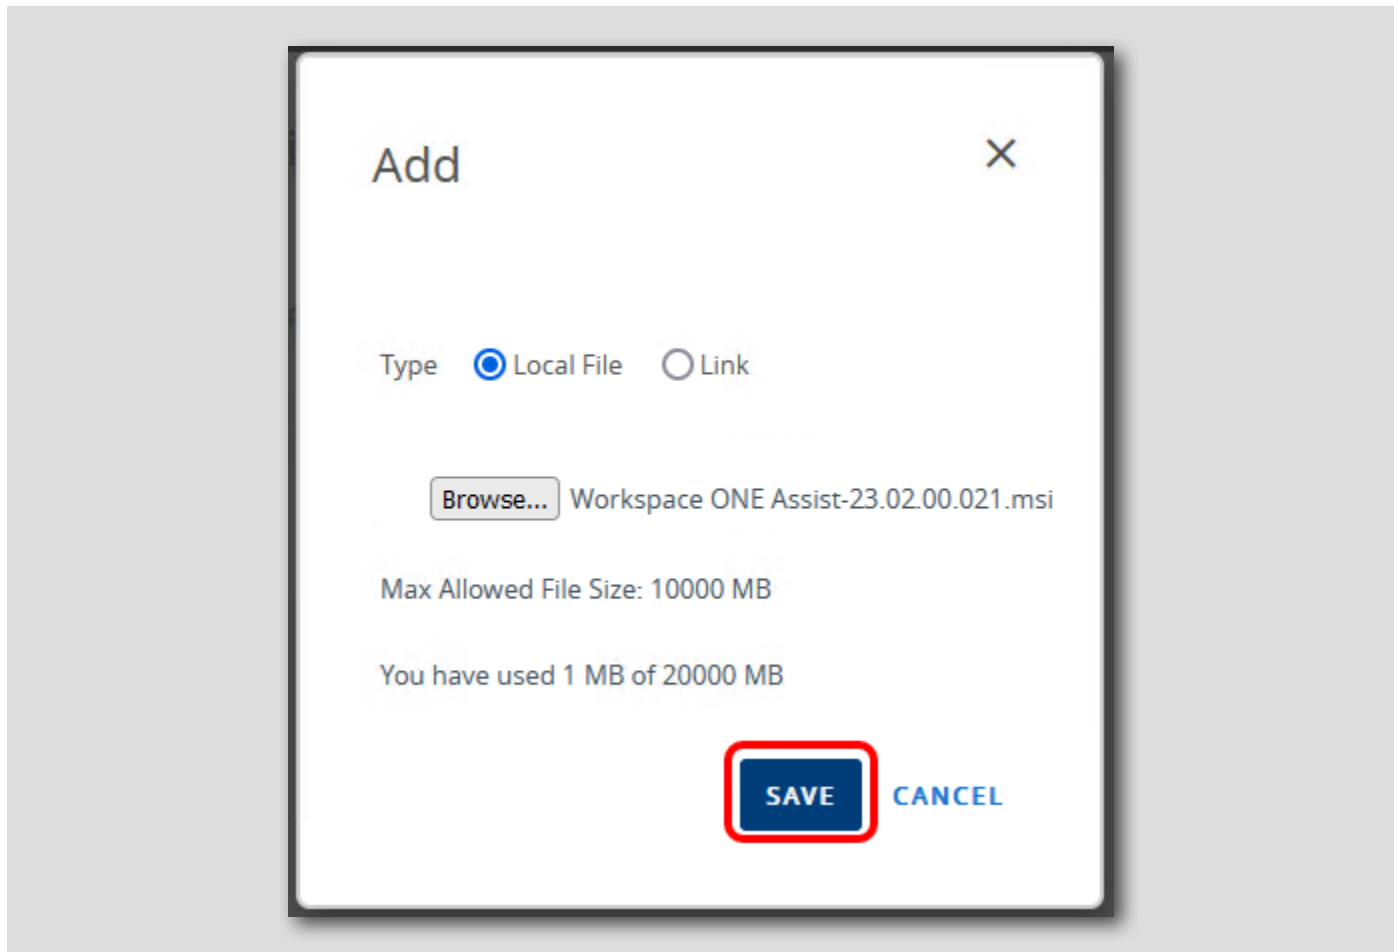 Add
Type Local File Link
Browse... Workspace ONE Assist-23.02.00.021.msi
Max Allowed File Size: 10000 MB
You have used 1 MB of 20000 MB
SAVE CANCEL